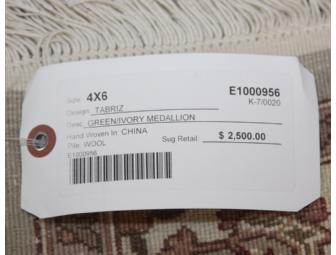 Size: 4X6 E1000956
K-7/0020
Design: TABRIZ
Desc: GREEN/IVORY MEDALLION
Hand Woven In: CHINA
Sug Retail: $ 2,500.00
Pile: WOOL
E1000956